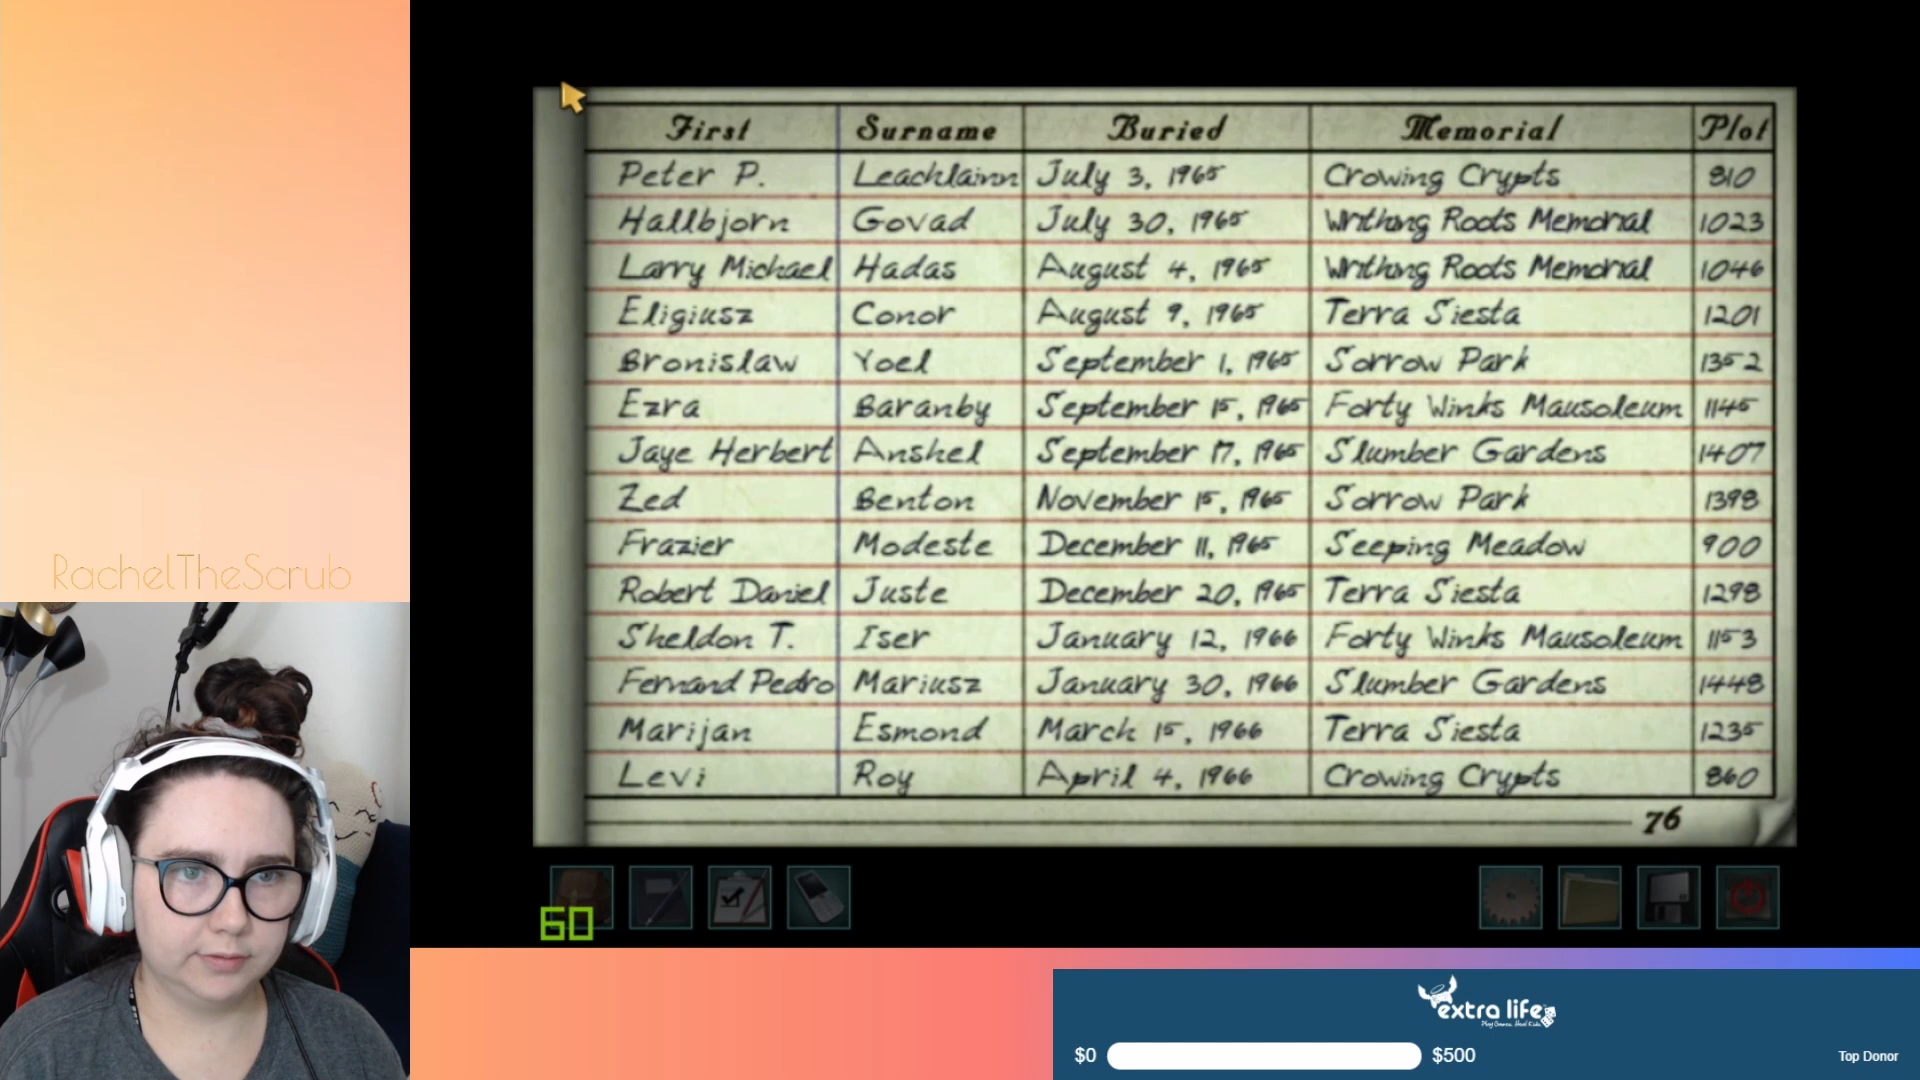 First Surname Buried Memorial Plot
Peter P. Leachlainn July 3, 1965 Crowing Crypts 810
Hallbjorn Govad July 30, 1965 Writhing Roots Memorial 1023
Larry Michael Hadas August 4, 1965 Writhing Roots Memorial 1046
Eligiusz Conor August 9, 1965 Terra Siesta 1201
Bronislaw Yoel September 1, 1965 Sorrow Park 1352
Ezra Baranby September 15, 1965 Forty Winks Mausoleum 1145
Jaye Herbert Anshel September 17, 1965 Slumber Gardens 1407
Zed Benton November 15, 1965 Sorrow Park 1398
Frazier Modeste December 11, 1965 Seeping Meadow 900
Robert Daniel Juste December 20, 1965 Terra Siesta 1298
Sheldon T. Iser January 12, 1966 Forty Winks Mausoleum 1153
Fernand Pedro Mariusz January 30, 1966 Slumber Gardens 1448
Marijan Esmond March 15, 1966 Terra Siesta 1235
Levi Roy April 4, 1966 Crowing Crypts 860
76
RachelTheScrub
60
extra life
Play Games. Heal Kids.
$0 $500 Top Donor